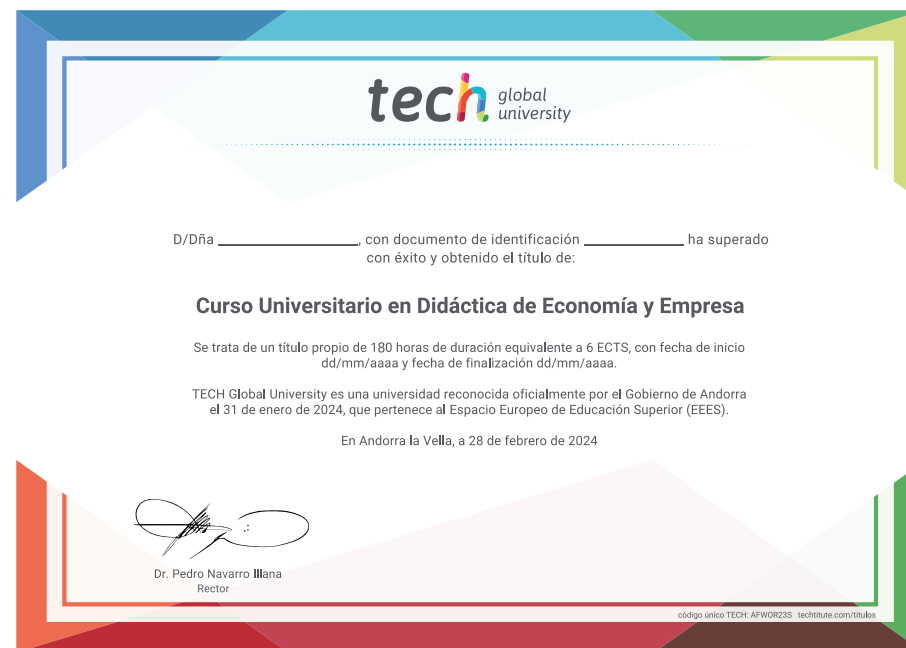 tech global university
D/Dña ______________, con documento de identificación __________ ha superado
con éxito y obtenido el título de:
Curso Universitario en Didáctica de Economía y Empresa
Se trata de un título propio de 180 horas de duración equivalente a 6 ECTS, con fecha de inicio
dd/mm/aaaa y fecha de finalización dd/mm/aaaa.
TECH Global University es una universidad reconocida oficialmente por el Gobierno de Andorra
el 31 de enero de 2024, que pertenece al Espacio Europeo de Educación Superior (EEES).
En Andorra la Vella, a 28 de febrero de 2024
Dr. Pedro Navarro Illana
Rector
código único TECH: AFWOR23S techtitute.com/titulos